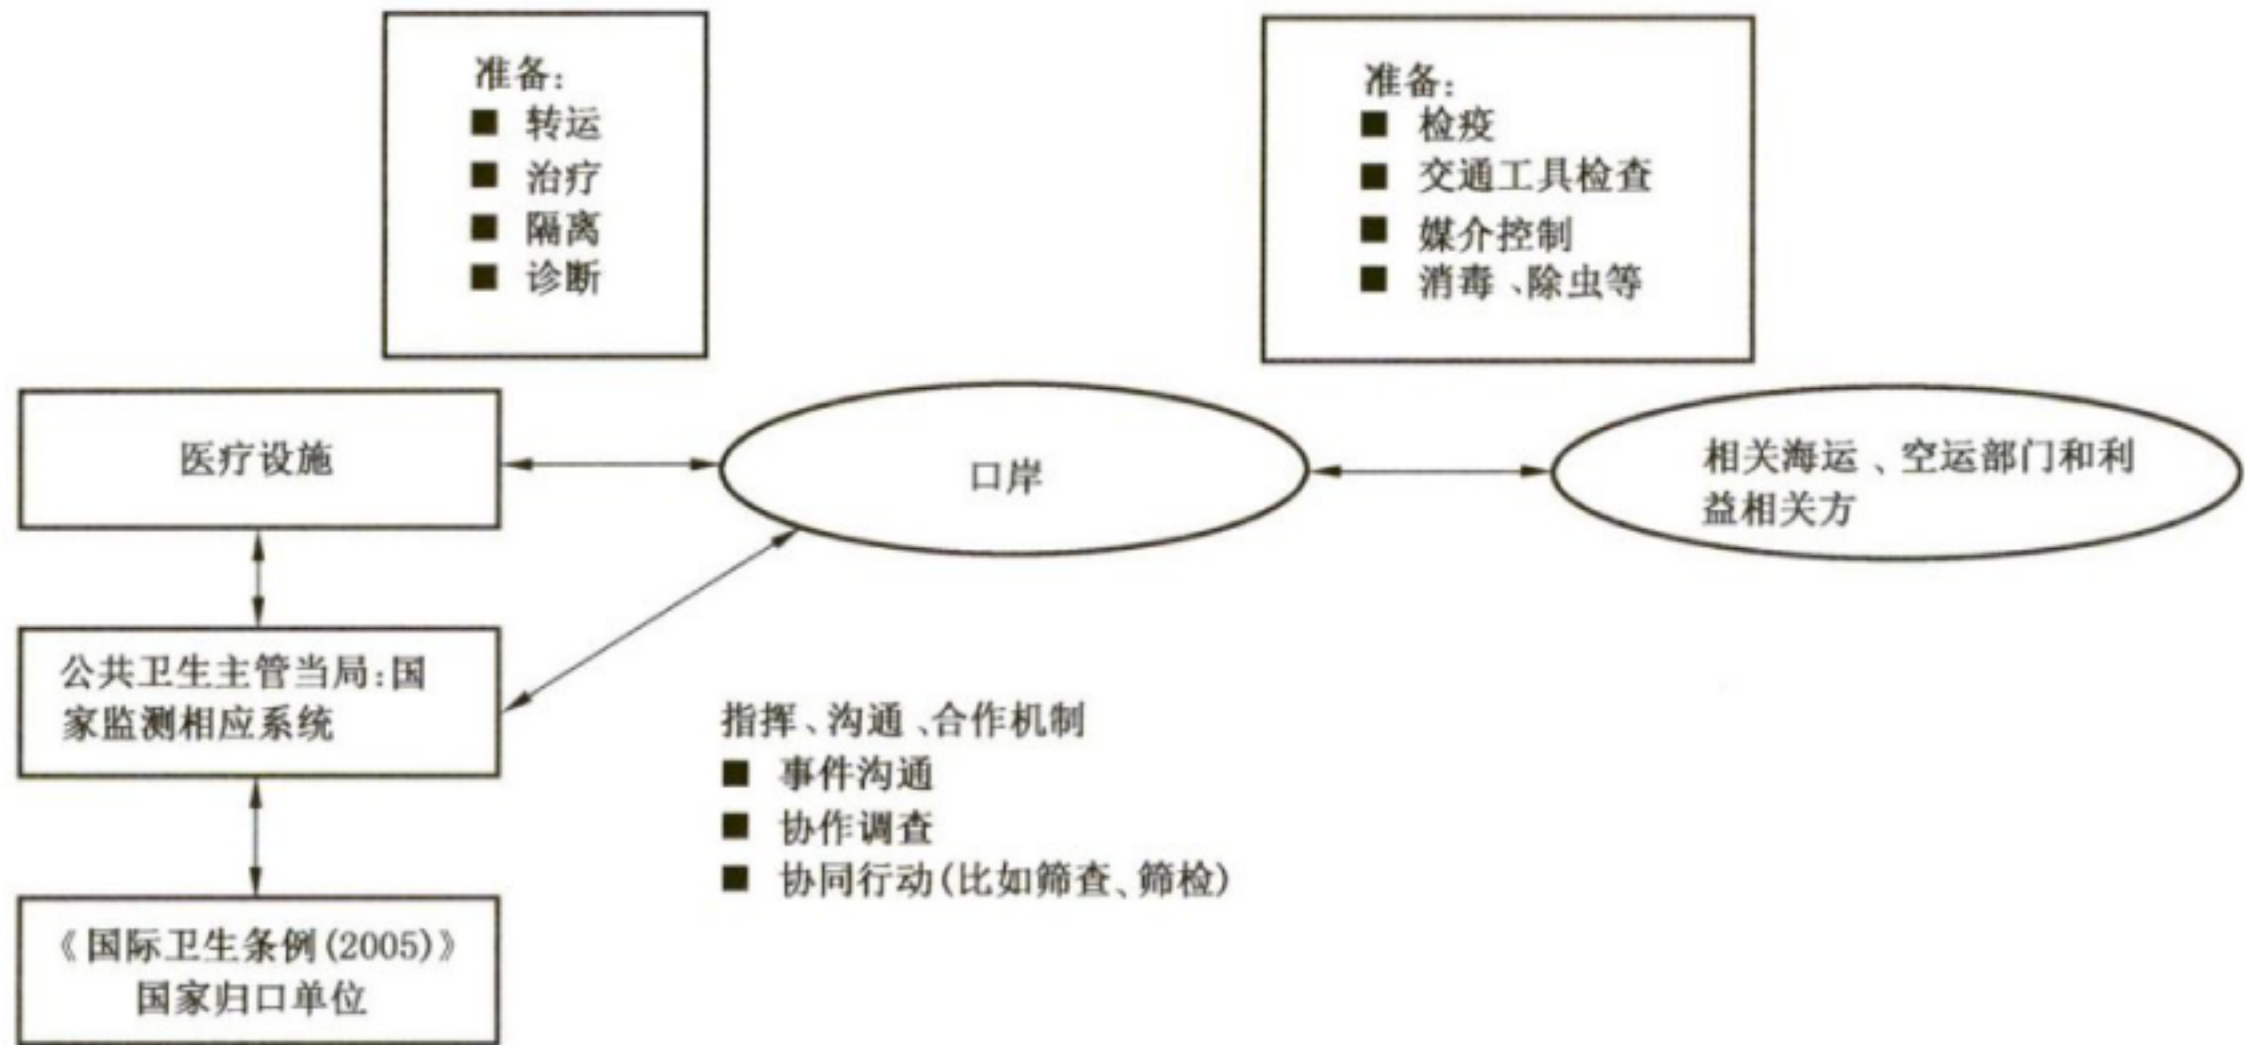 准备：
■ 转运
■ 治疗
■ 隔离
■ 诊断
准备：
■ 检疫
■ 交通工具检查
■ 媒介控制
■ 消毒、除虫等
医疗设施
口岸
相关海运、空运部门和利
益相关方
公共卫生主管当局：国
家监测相应系统
指挥、沟通、合作机制
■ 事件沟通
■ 协作调查
■ 协同行动(比如筛查、筛检)
《国际卫生条例(2005)》
国家归口单位